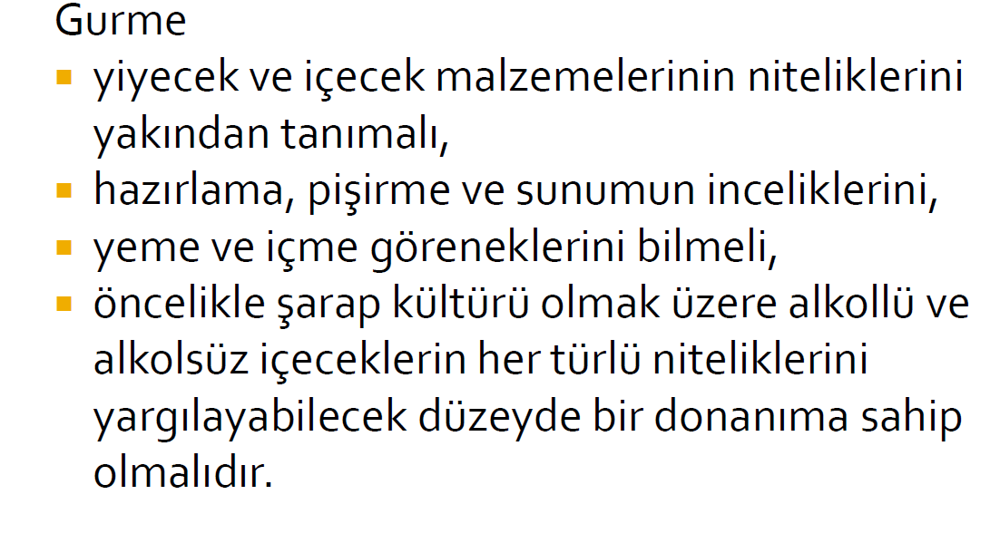 Gurme
▪ yiyecek ve içecek malzemelerinin niteliklerini
yakından tanımalı,
▪ hazırlama, pişirme ve sunumun inceliklerini,
▪ yeme ve içme göreneklerini bilmeli,
▪ öncelikle şarap kültürü olmak üzere alkollü ve
alkolsüz içeceklerin her türlü niteliklerini
yargılayabilecek düzeyde bir donanıma sahip
olmalıdır.